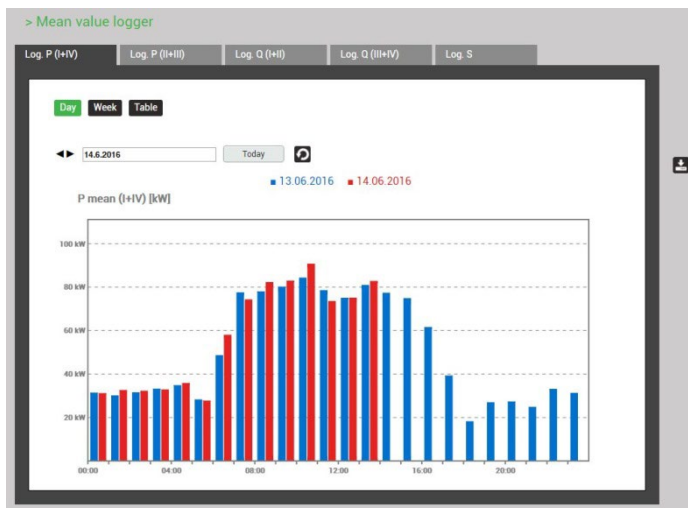 > Mean value logger
Log. P (I+IV) Log. P (II+III) Log. Q (I+II) Log. Q (III+IV) Log. S
Day Week Table
14.6.2016 Today
13.06.2016 14.06.2016
P mean (I+IV) [kW]
100 kW
80 kW
60 kW
40 kW
20 kW
00:00 04:00 08:00 12:00 16:00 20:00